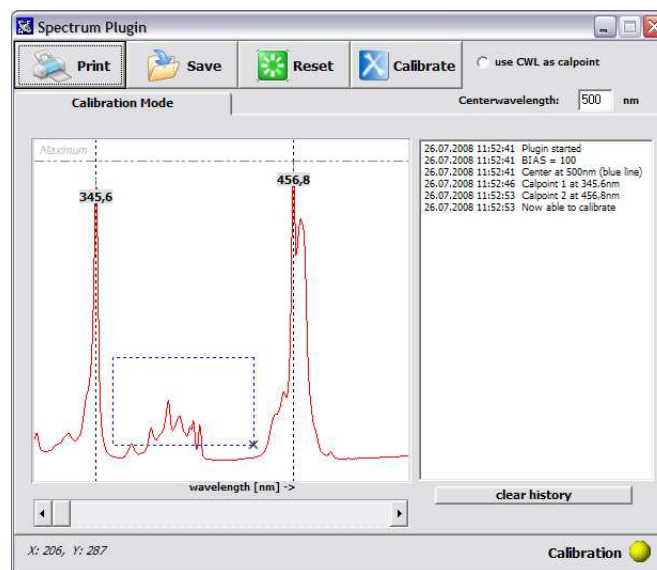 Spectrum Plugin
Print
Save
Reset
Calibrate
use CWL as calpoint
Calibration Mode
Centerwavelength: 500 nm
Maximum
345,6
456,8
26.07.2008 11:52:41 Plugin started
26.07.2008 11:52:41 BIAS = 100
26.07.2008 11:52:41 Center at 500nm (blue line)
26.07.2008 11:52:46 Calpoint 1 at 345,6nm
26.07.2008 11:52:53 Calpoint 2 at 456,8nm
26.07.2008 11:52:53 Now able to calibrate
wavelength [nm] ->
clear history
X: 206, Y: 287
Calibration